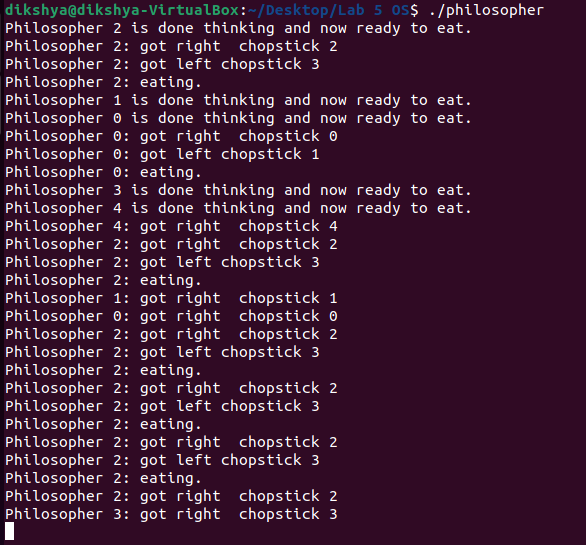 dikshya@dikshya-VirtualBox:~/Desktop/Lab 5 OS$ ./philosopher
Philosopher 2 is done thinking and now ready to eat.
Philosopher 2: got right  chopstick 2
Philosopher 2: got left chopstick 3
Philosopher 2: eating.
Philosopher 1 is done thinking and now ready to eat.
Philosopher 0 is done thinking and now ready to eat.
Philosopher 0: got right  chopstick 0
Philosopher 0: got left chopstick 1
Philosopher 0: eating.
Philosopher 3 is done thinking and now ready to eat.
Philosopher 4 is done thinking and now ready to eat.
Philosopher 4: got right  chopstick 4
Philosopher 2: got right  chopstick 2
Philosopher 2: got left chopstick 3
Philosopher 2: eating.
Philosopher 1: got right  chopstick 1
Philosopher 0: got right  chopstick 0
Philosopher 2: got right  chopstick 2
Philosopher 2: got left chopstick 3
Philosopher 2: eating.
Philosopher 2: got right  chopstick 2
Philosopher 2: got left chopstick 3
Philosopher 2: eating.
Philosopher 2: got right  chopstick 2
Philosopher 2: got left chopstick 3
Philosopher 2: eating.
Philosopher 2: got right  chopstick 2
Philosopher 3: got right  chopstick 3